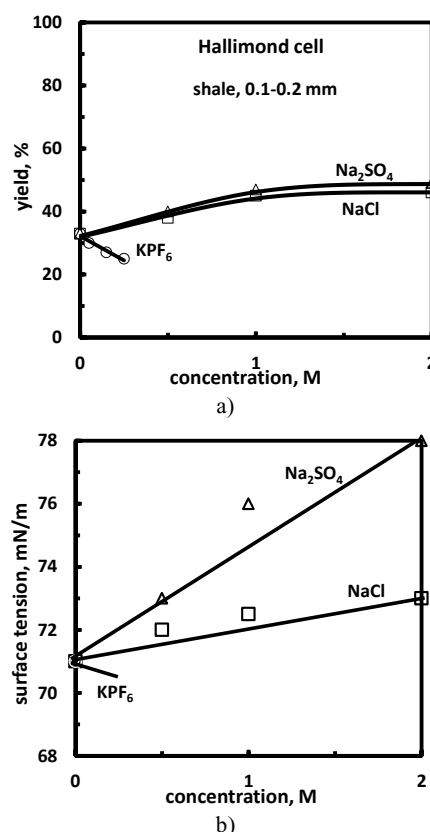 100
80
60
40
20
0
yield, %
Hallimond cell
shale, 0.1-0.2 mm
Na₂SO₄
NaCl
KPF₆
0 1 2
concentration, M
a)
78
76
74
72
70
68
surface tension, mN/m
Na₂SO₄
NaCl
KPF₆
0 1 2
concentration, M
b)